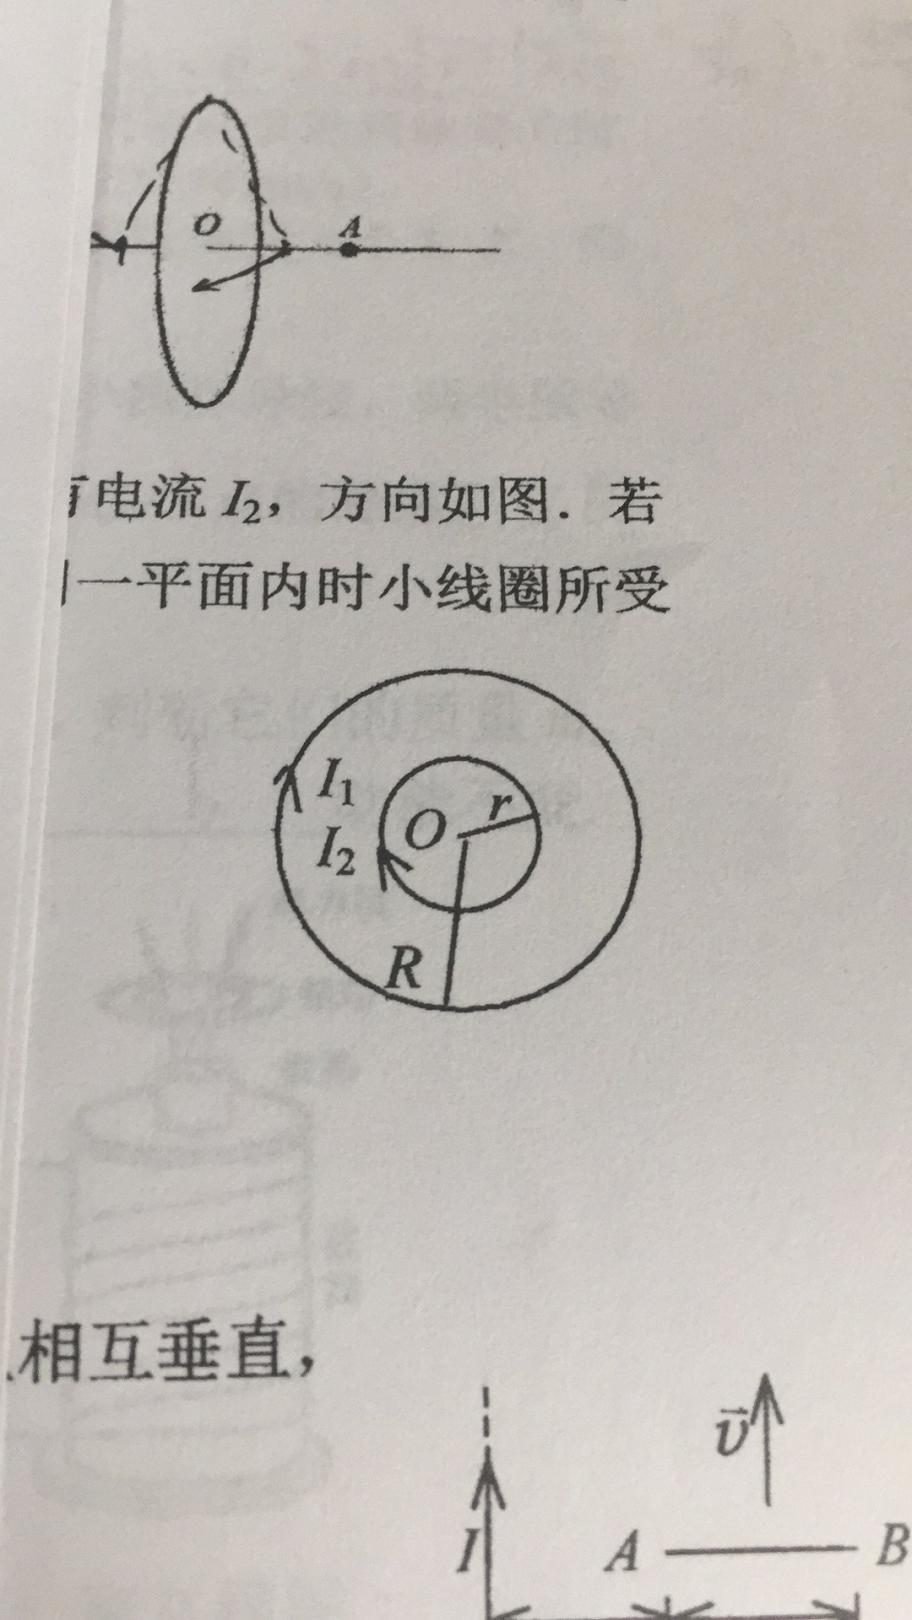 O A
有电流 I₂，方向如图．若
一平面内时小线圈所受
I₁
r
O
I₂
R
相互垂直，
v⃗
I A B